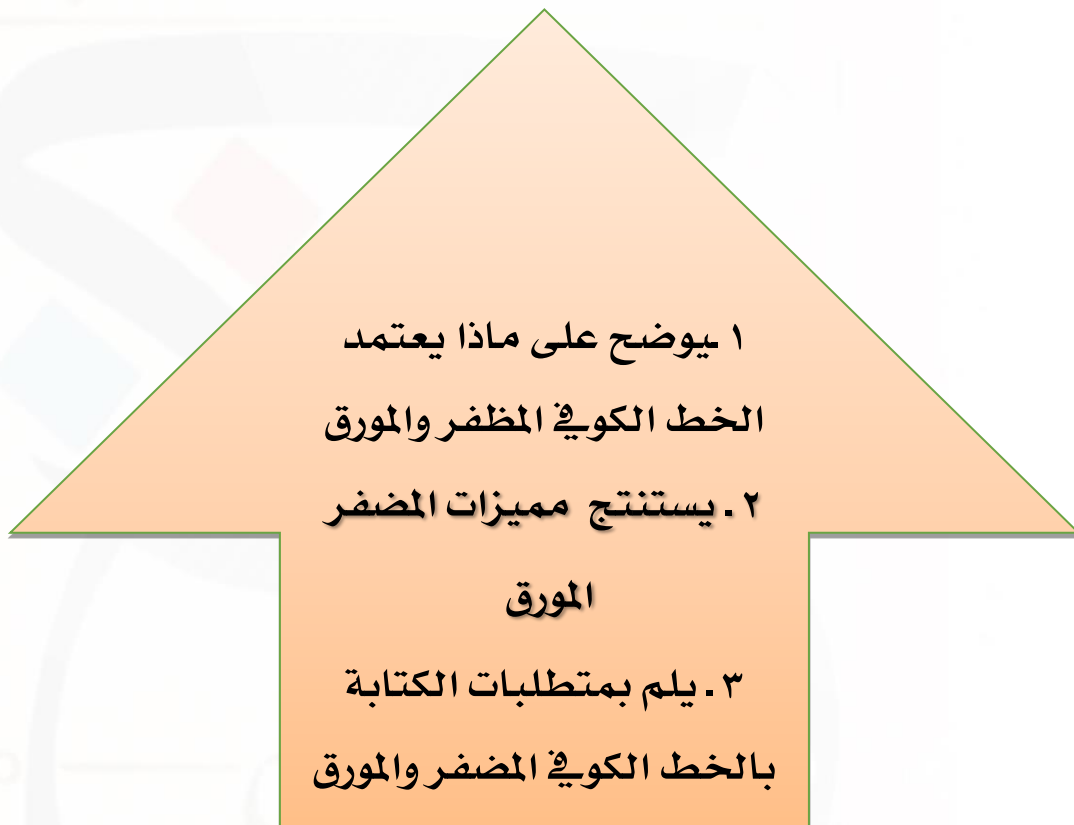 ١ .يوضح على ماذا يعتمد
الخط الكوفي المظفر والمورق
٢. يستنتج مميزات المضفر
المورق
٣. يلم بمتطلبات الكتابة
بالخط الكوفي المضفر والمورق